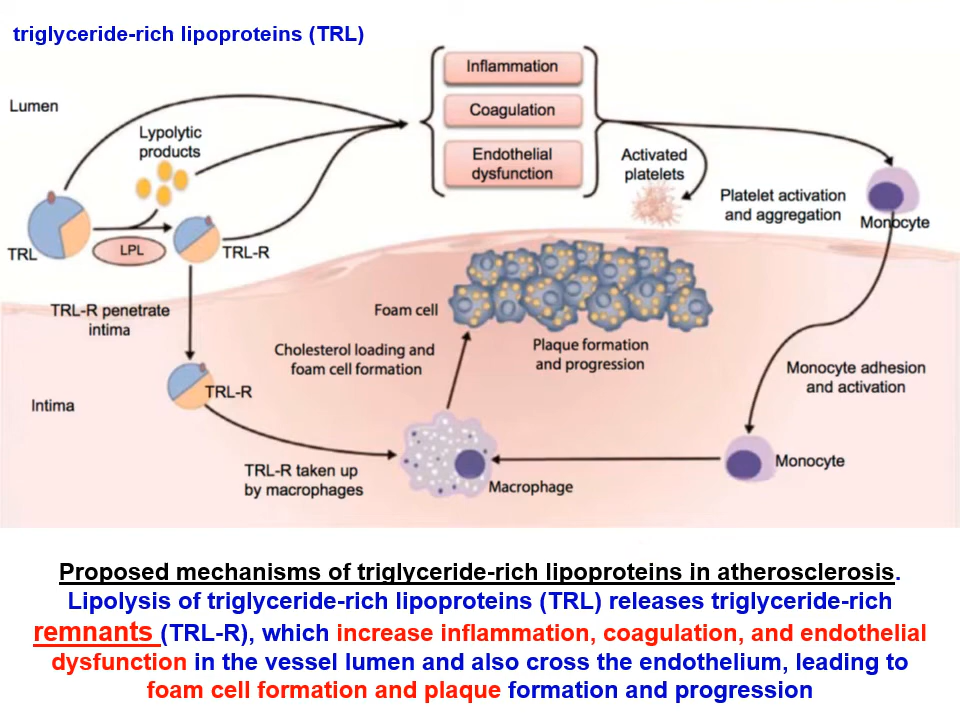 triglyceride-rich lipoproteins (TRL)
Inflammation
Lumen
Coagulation
Lypolytic
products
Endothelial
dysfunction
Activated
platelets
Platelet activation
and aggregation
Monocyte
TRL
LPL
TRL-R
TRL-R penetrate
intima
Foam cell
Cholesterol loading and
foam cell formation
Plaque formation
and progression
Monocyte adhesion
and activation
TRL-R
Intima
TRL-R taken up
by macrophages
Macrophage
Monocyte
Proposed mechanisms of triglyceride-rich lipoproteins in atherosclerosis.
Lipolysis of triglyceride-rich lipoproteins (TRL) releases triglyceride-rich
remnants (TRL-R), which increase inflammation, coagulation, and endothelial
dysfunction in the vessel lumen and also cross the endothelium, leading to
foam cell formation and plaque formation and progression